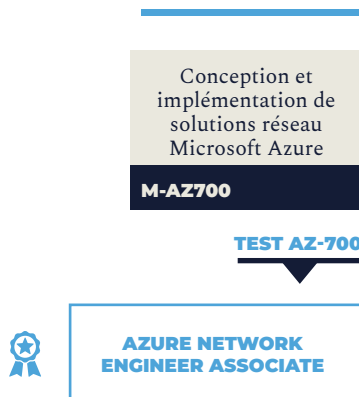 Conception et
implémentation de
solutions réseau
Microsoft Azure
M-AZ700
TEST AZ-700
AZURE NETWORK
ENGINEER ASSOCIATE